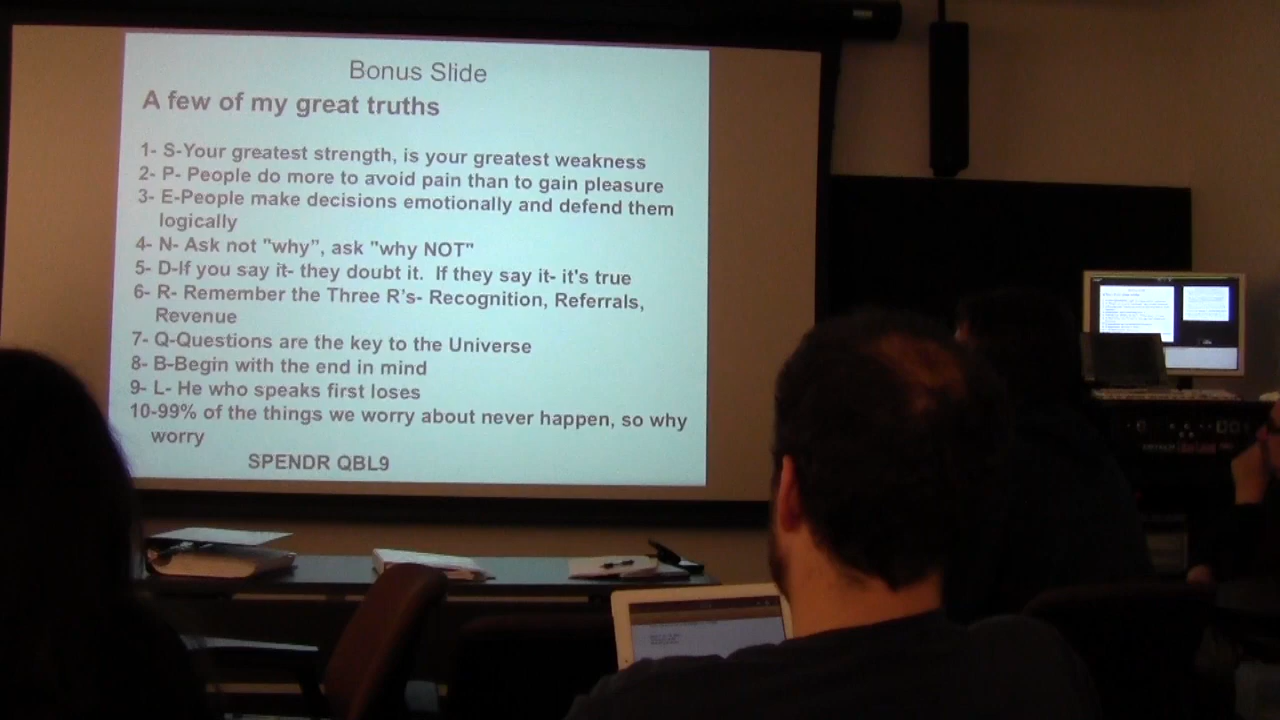 Bonus Slide
A few of my great truths
1- S-Your greatest strength, is your greatest weakness
2- P- People do more to avoid pain than to gain pleasure
3- E-People make decisions emotionally and defend them
logically
4- N- Ask not "why”, ask "why NOT"
5- D-If you say it- they doubt it.  If they say it- it's true
6- R- Remember the Three R’s- Recognition, Referrals,
Revenue
7- Q-Questions are the key to the Universe
8- B-Begin with the end in mind
9- L- He who speaks first loses
10-99% of the things we worry about never happen, so why
worry
SPENDR QBL9